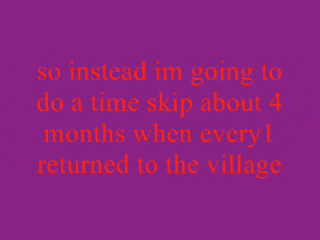 so instead im going to
do a time skip about 4
months when every1
returned to the village